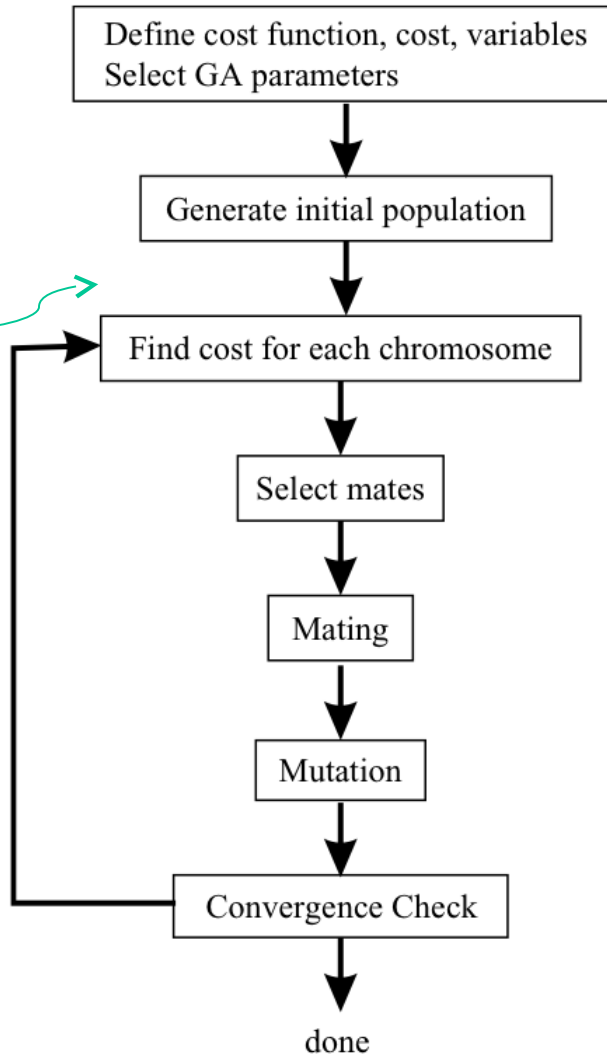 Define cost function, cost, variables
Select GA parameters
Generate initial population
Find cost for each chromosome
Select mates
Mating
Mutation
Convergence Check
done